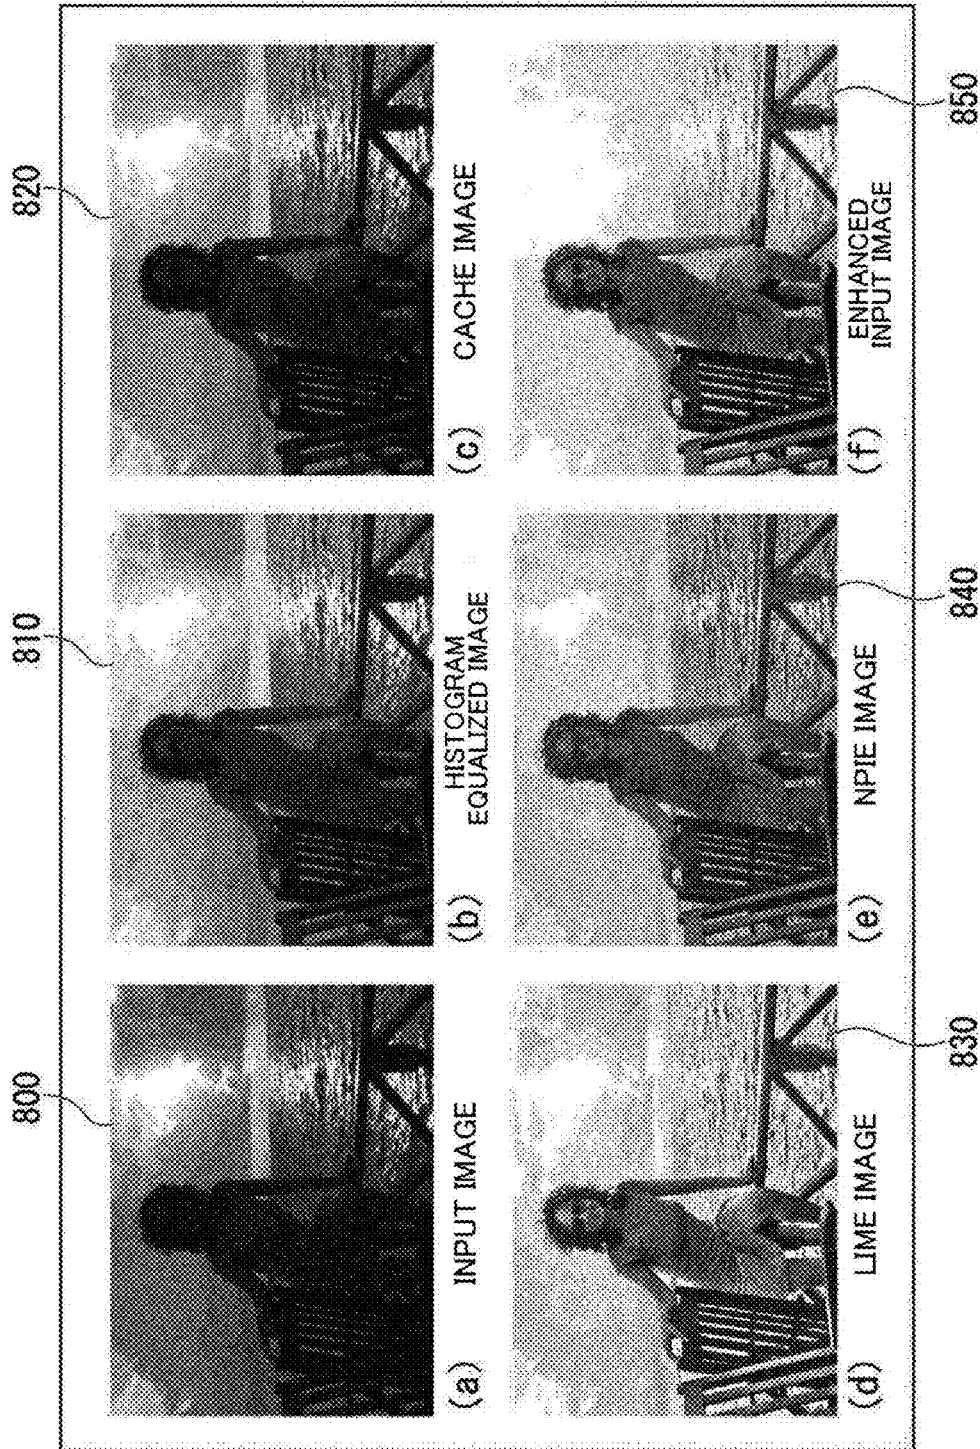 800
810
820
(a) INPUT IMAGE
(b) HISTOGRAM
EQUALIZED IMAGE
(c) CACHE IMAGE
(d) LIME IMAGE
(e) NPIE IMAGE
(f) ENHANCED
INPUT IMAGE
830
840
850